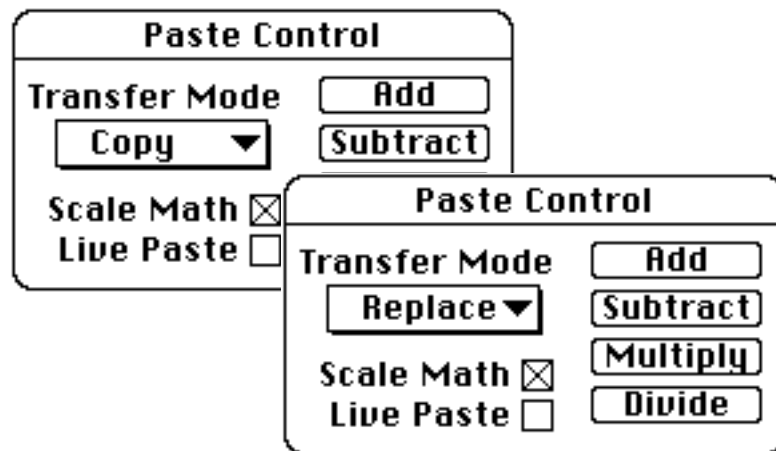 Paste Control
Transfer Mode
Add
Copy
Subtract
Scale Math
Live Paste
Paste Control
Transfer Mode
Add
Replace
Subtract
Multiply
Scale Math
Divide
Live Paste